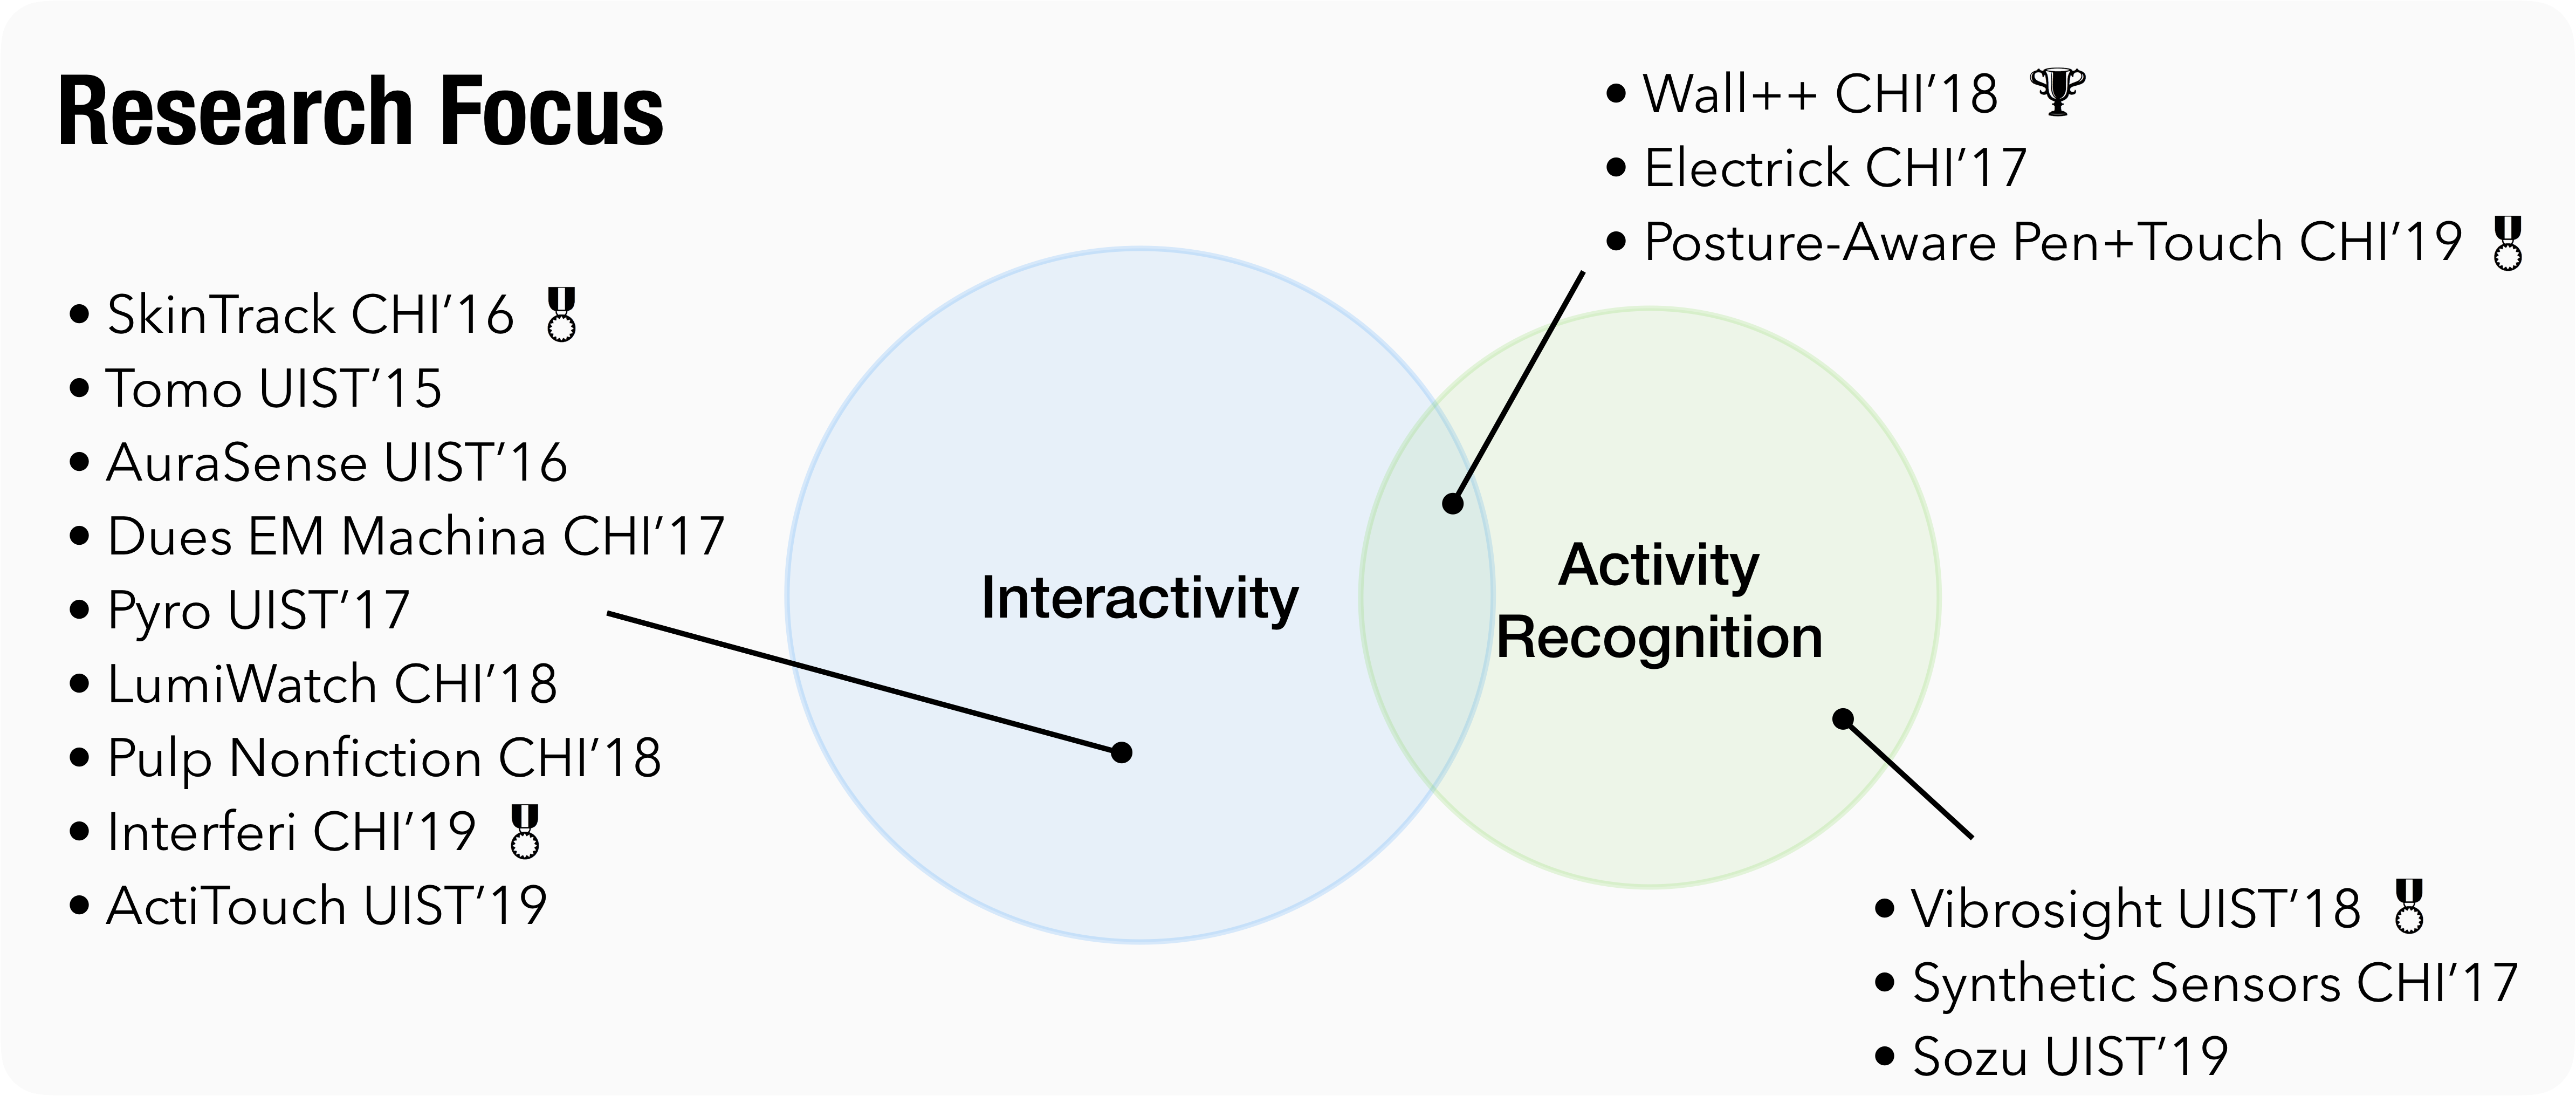 Research Focus
• SkinTrack CHI’16
• Tomo UIST’15
• AuraSense UIST’16
• Dues EM Machina CHI’17
• Pyro UIST’17
• LumiWatch CHI’18
• Pulp Nonfiction CHI’18
• Interferi CHI’19
• ActiTouch UIST’19
Interactivity
• Wall++ CHI’18
• Electrick CHI’17
• Posture-Aware Pen+Touch CHI’19
Activity
Recognition
• Vibrosight UIST’18
• Synthetic Sensors CHI’17
• Sozu UIST’19